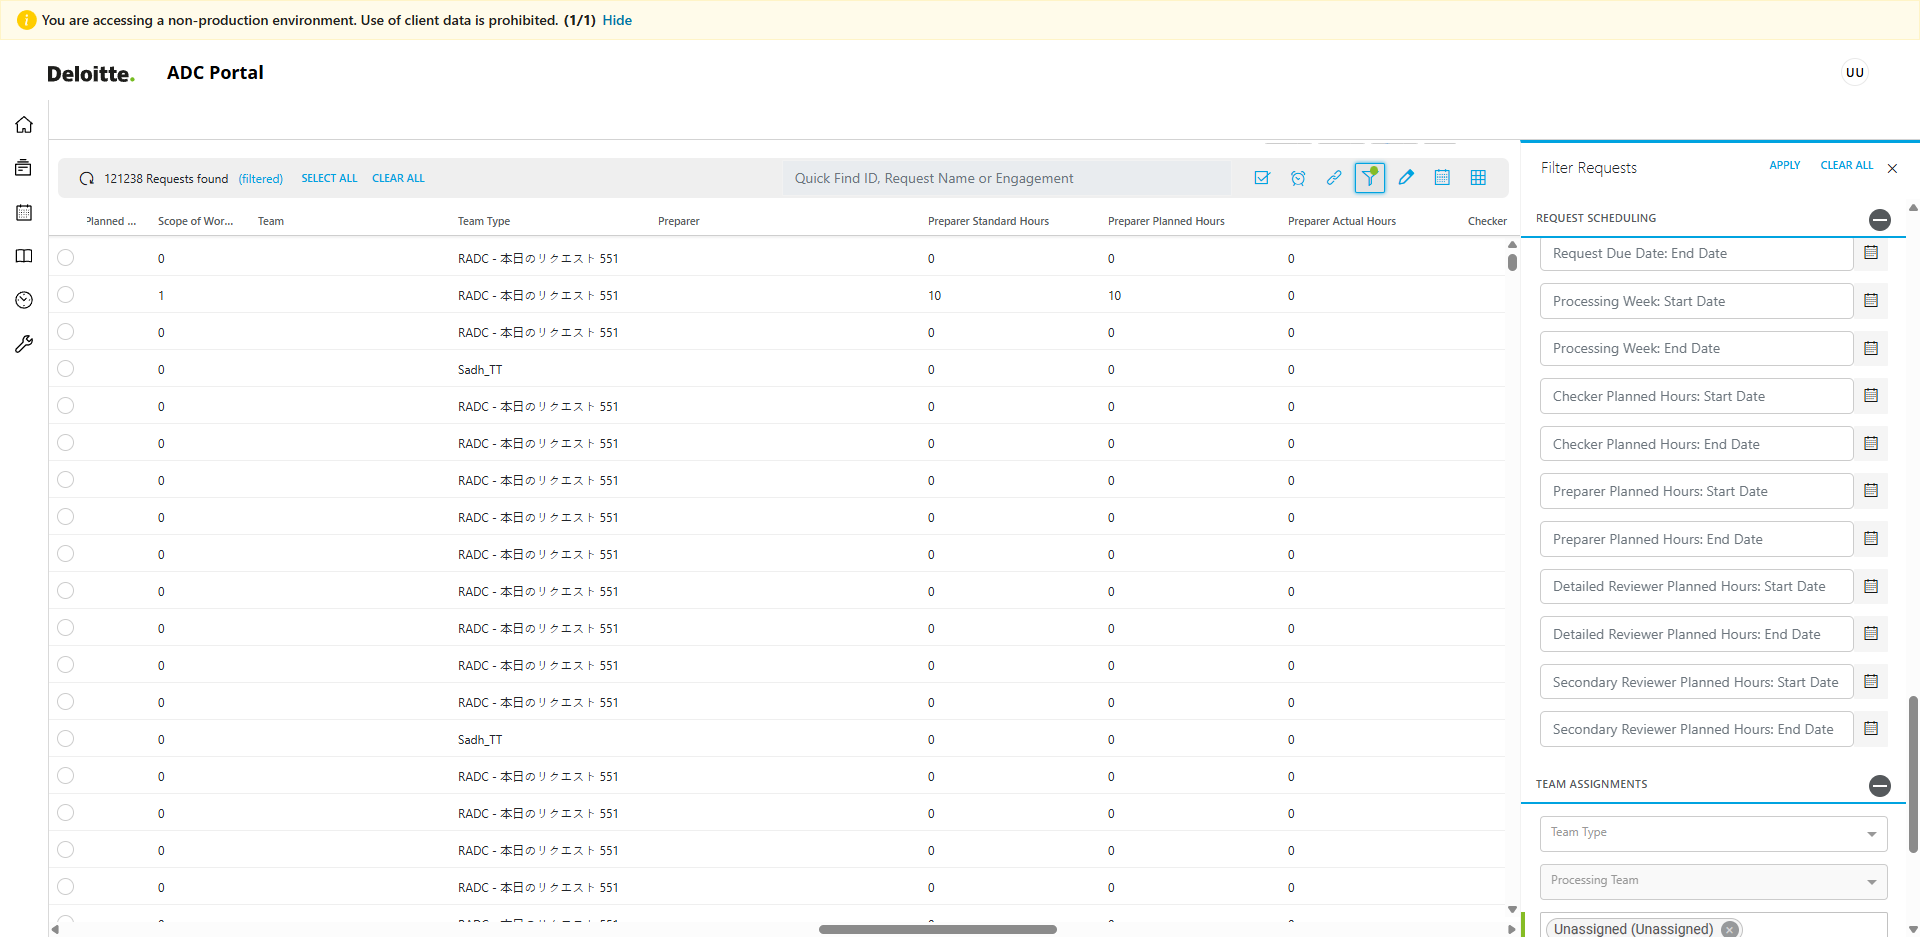 You are accessing a non-production environment. Use of client data is prohibited. (1/1) Hide
Deloitte. ADC Portal UU
121238 Requests found (filtered) SELECT ALL CLEAR ALL Quick Find ID, Request Name or Engagement
Planned ... Scope of Wor... Team Team Type Preparer Preparer Standard Hours Preparer Planned Hours Preparer Actual Hours Checker
0 RADC - 本日のリクエスト 551 0 0 0
1 RADC - 本日のリクエスト 551 10 10 0
0 RADC - 本日のリクエスト 551 0 0 0
0 Sadh_TT 0 0 0
0 RADC - 本日のリクエスト 551 0 0 0
0 RADC - 本日のリクエスト 551 0 0 0
0 RADC - 本日のリクエスト 551 0 0 0
0 RADC - 本日のリクエスト 551 0 0 0
0 RADC - 本日のリクエスト 551 0 0 0
0 RADC - 本日のリクエスト 551 0 0 0
0 RADC - 本日のリクエスト 551 0 0 0
0 RADC - 本日のリクエスト 551 0 0 0
0 RADC - 本日のリクエスト 551 0 0 0
0 Sadh_TT 0 0 0
0 RADC - 本日のリクエスト 551 0 0 0
0 RADC - 本日のリクエスト 551 0 0 0
0 RADC - 本日のリクエスト 551 0 0 0
0 RADC - 本日のリクエスト 551 0 0 0
Filter Requests APPLY CLEAR ALL
REQUEST SCHEDULING
Request Due Date: End Date
Processing Week: Start Date
Processing Week: End Date
Checker Planned Hours: Start Date
Checker Planned Hours: End Date
Preparer Planned Hours: Start Date
Preparer Planned Hours: End Date
Detailed Reviewer Planned Hours: Start Date
Detailed Reviewer Planned Hours: End Date
Secondary Reviewer Planned Hours: Start Date
Secondary Reviewer Planned Hours: End Date
TEAM ASSIGNMENTS
Team Type
Processing Team
Unassigned (Unassigned)